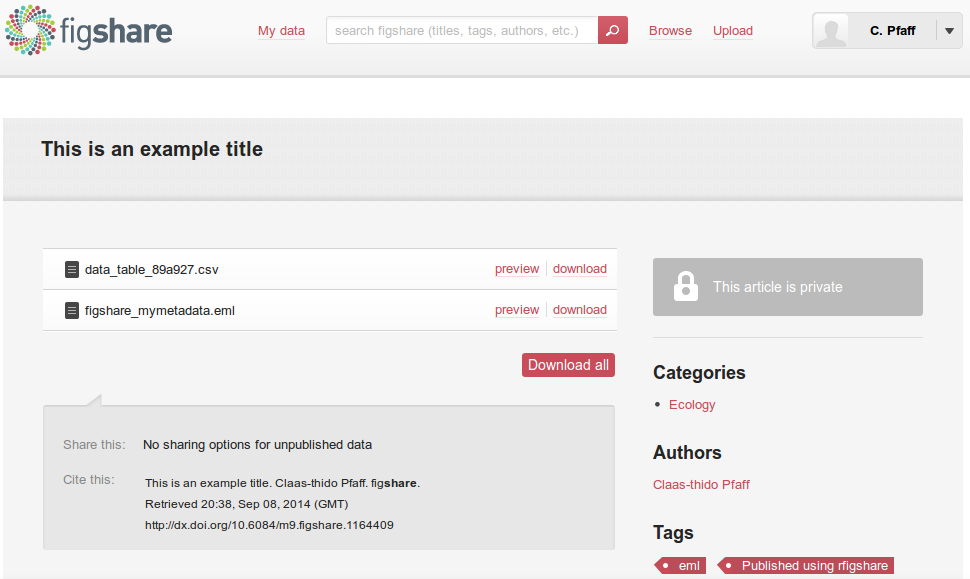 figshare
My data
search figshare (titles, tags, authors, etc.)
Browse
Upload
C. Pfaff
This is an example title
data_table_89a927.csv preview download
figshare_mymetadata.eml preview download
Download all
Share this: No sharing options for unpublished data
Cite this: This is an example title. Claas-thido Pfaff. figshare.
Retrieved 20:38, Sep 08, 2014 (GMT)
http://dx.doi.org/10.6084/m9.figshare.1164409
This article is private
Categories
• Ecology
Authors
Claas-thido Pfaff
Tags
eml Published using rfigshare